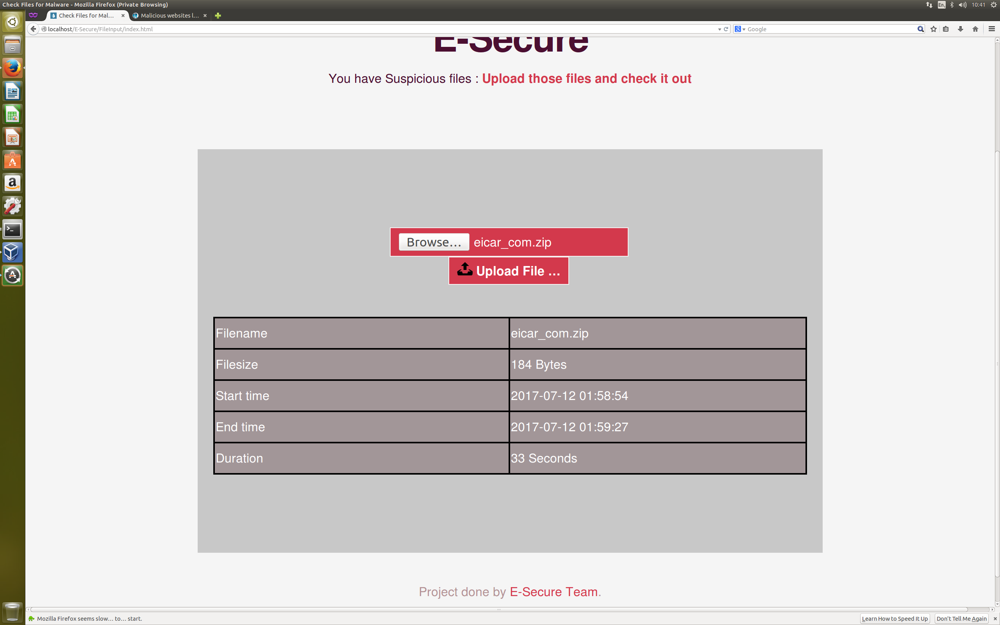 Check Files for Malware - Mozilla Firefox (Private Browsing)
En1
10:41
Check Files for Mal...
Malicious websites l...
localhost/E-Secure/FileInput/index.html
Google
E-Secure
You have Suspicious files : Upload those files and check it out
Browse... eicar_com.zip
Upload File ...
Filename eicar_com.zip
Filesize 184 Bytes
Start time 2017-07-12 01:58:54
End time 2017-07-12 01:59:27
Duration 33 Seconds
Project done by E-Secure Team.
Mozilla Firefox seems slow... to... start.
Learn How to Speed It Up
Don't Tell Me Again